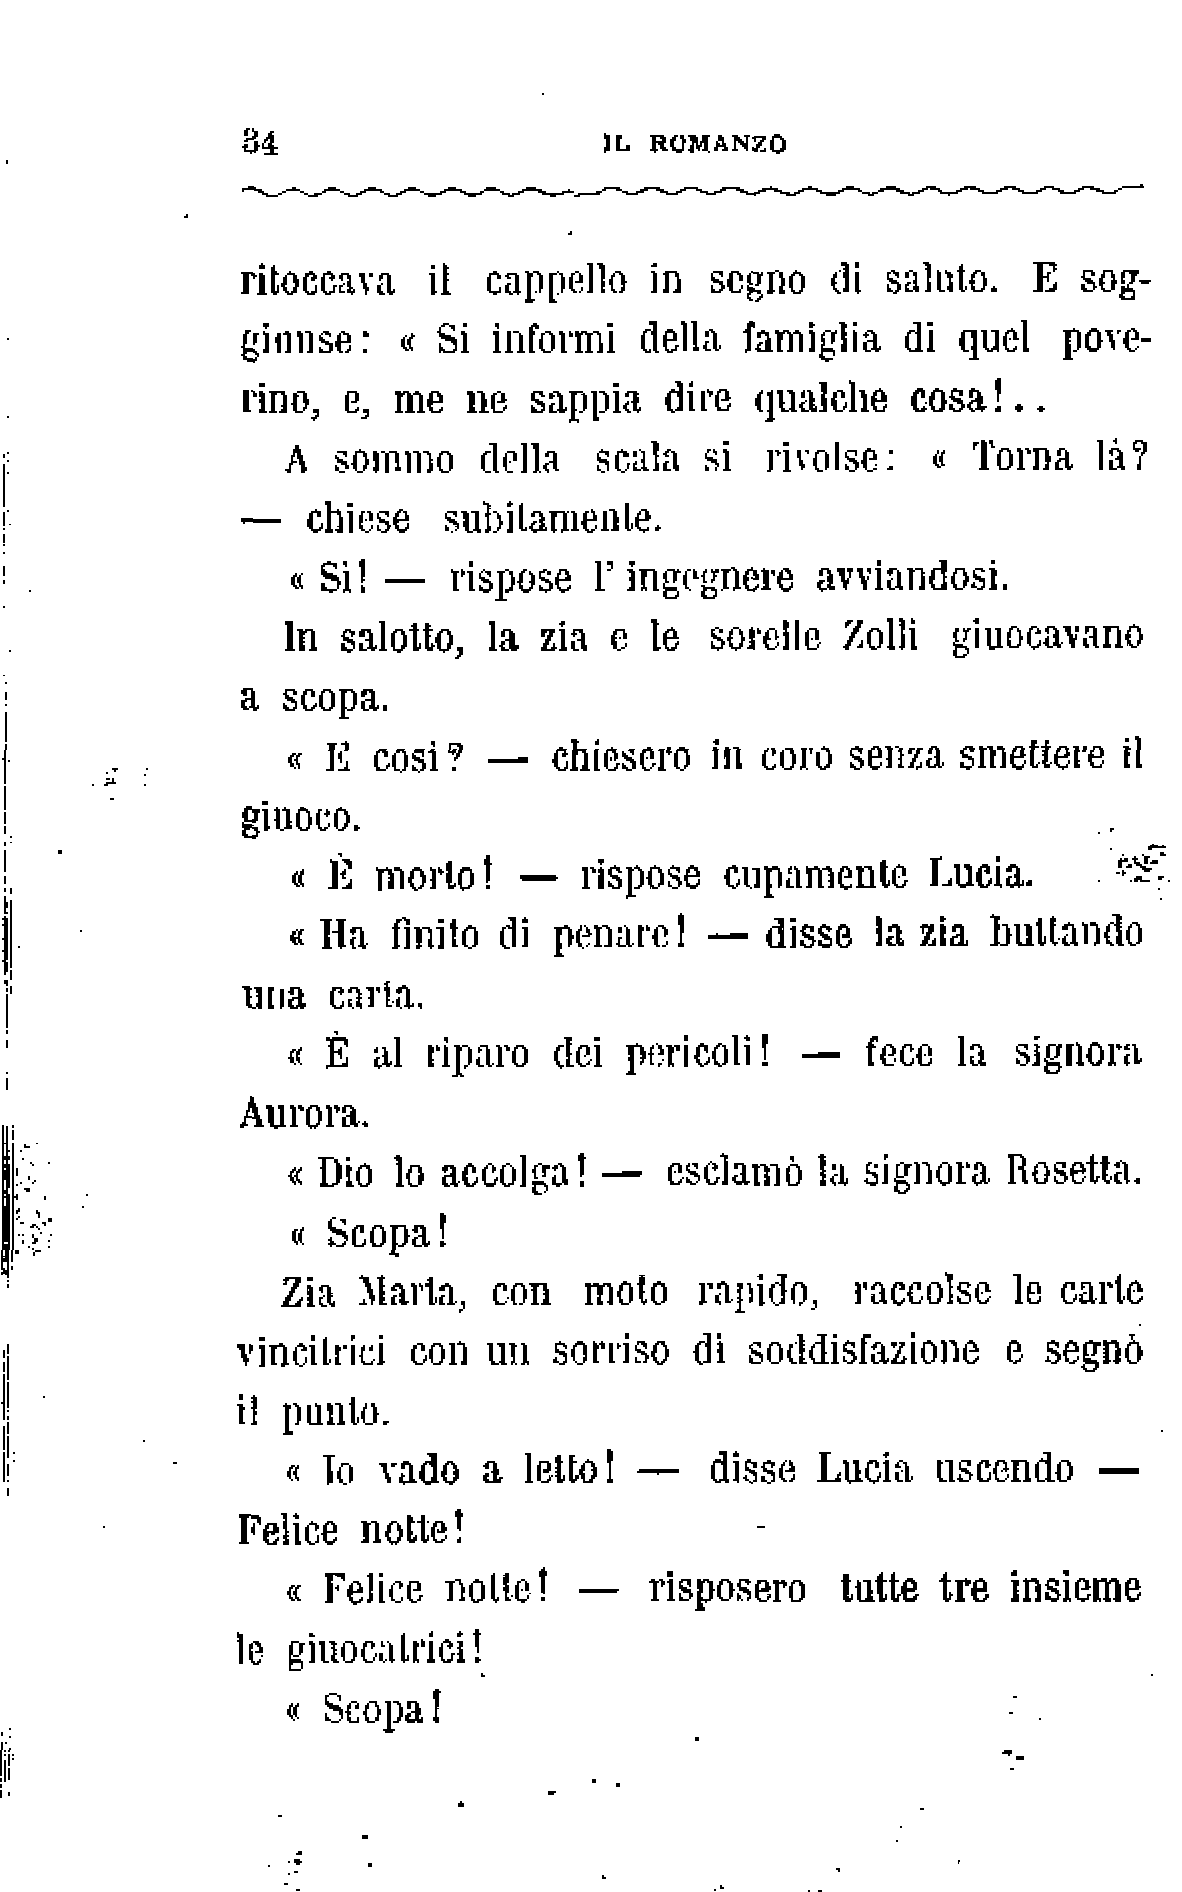 34 IL ROMANZO
ritoccava il cappello in segno di saluto. E sog-
giunse: « Si informi della famiglia di quel pove-
rino, e, me ne sappia dire qualche cosa!..
A sommo della scala si rivolse: « Torna là?
— chiese subitamente.
« Sì! — rispose l' ingegnere avviandosi.
In salotto, la zia e le sorelle Zolli giuocavano
a scopa.
« E così? — chiesero in coro senza smettere il
giuoco.
« È morto! — rispose cupamente Lucia.
« Ha finito di penare! — disse la zia buttando
una carta.
« È al riparo dei pericoli! — fece la signora
Aurora.
« Dio lo accolga! — esclamò la signora Rosetta.
« Scopa!
Zia Marta, con moto rapido, raccolse le carte
vincitrici con un sorriso di soddisfazione e segnò
il punto.
« Io vado a letto! — disse Lucia uscendo —
Felice notte!
« Felice notte! — risposero tutte tre insieme
le giuocatrici!
« Scopa!